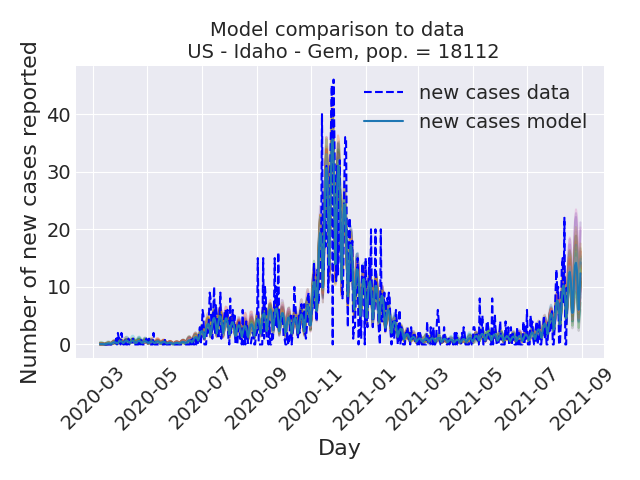 Model comparison to data
US - Idaho - Gem, pop. = 18112
Number of new cases reported
40
30
20
10
0
new cases data
new cases model
2020-03
2020-05
2020-07
2020-09
2020-11
2021-01
2021-03
2021-05
2021-07
2021-09
Day